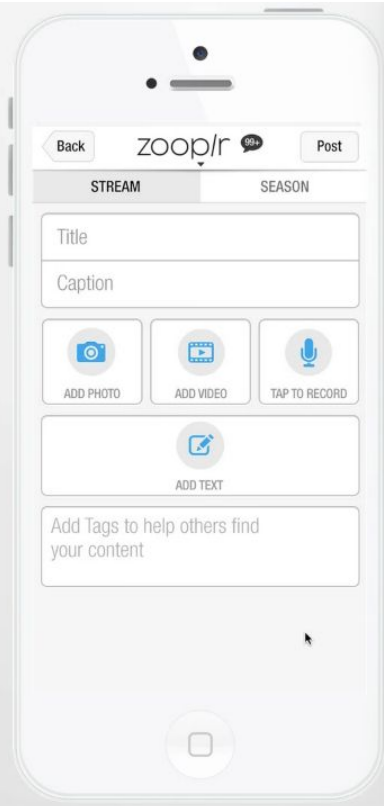 Back
zoop/r
99+
Post
STREAM
SEASON
Title
Caption
ADD PHOTO
ADD VIDEO
TAP TO RECORD
ADD TEXT
Add Tags to help others find
your content